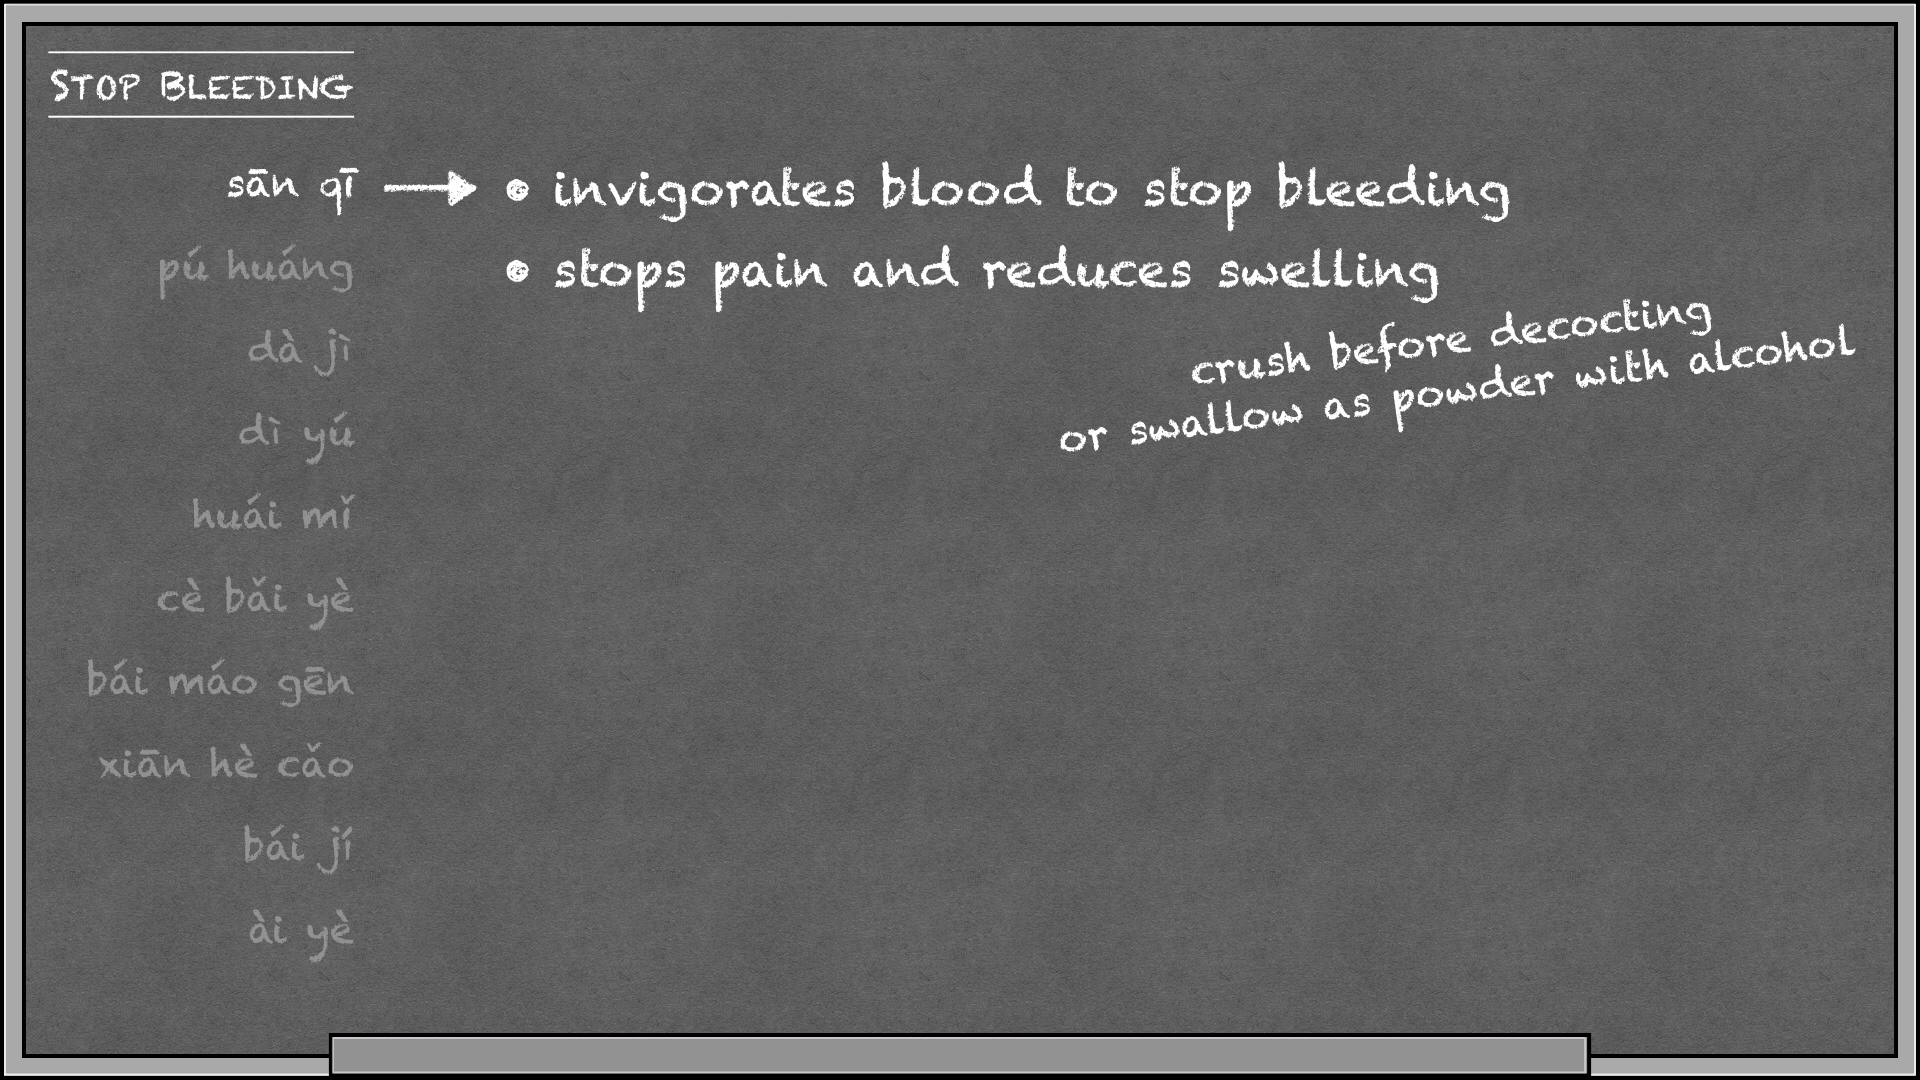 STOP BLEEDING
sān qī
• invigorates blood to stop bleeding
• stops pain and reduces swelling
crush before decocting
or swallow as powder with alcohol
pú huáng
dà jì
dì yú
huái mǐ
cè bǎi yè
bái máo gēn
xiān hè cǎo
bái jí
ài yè